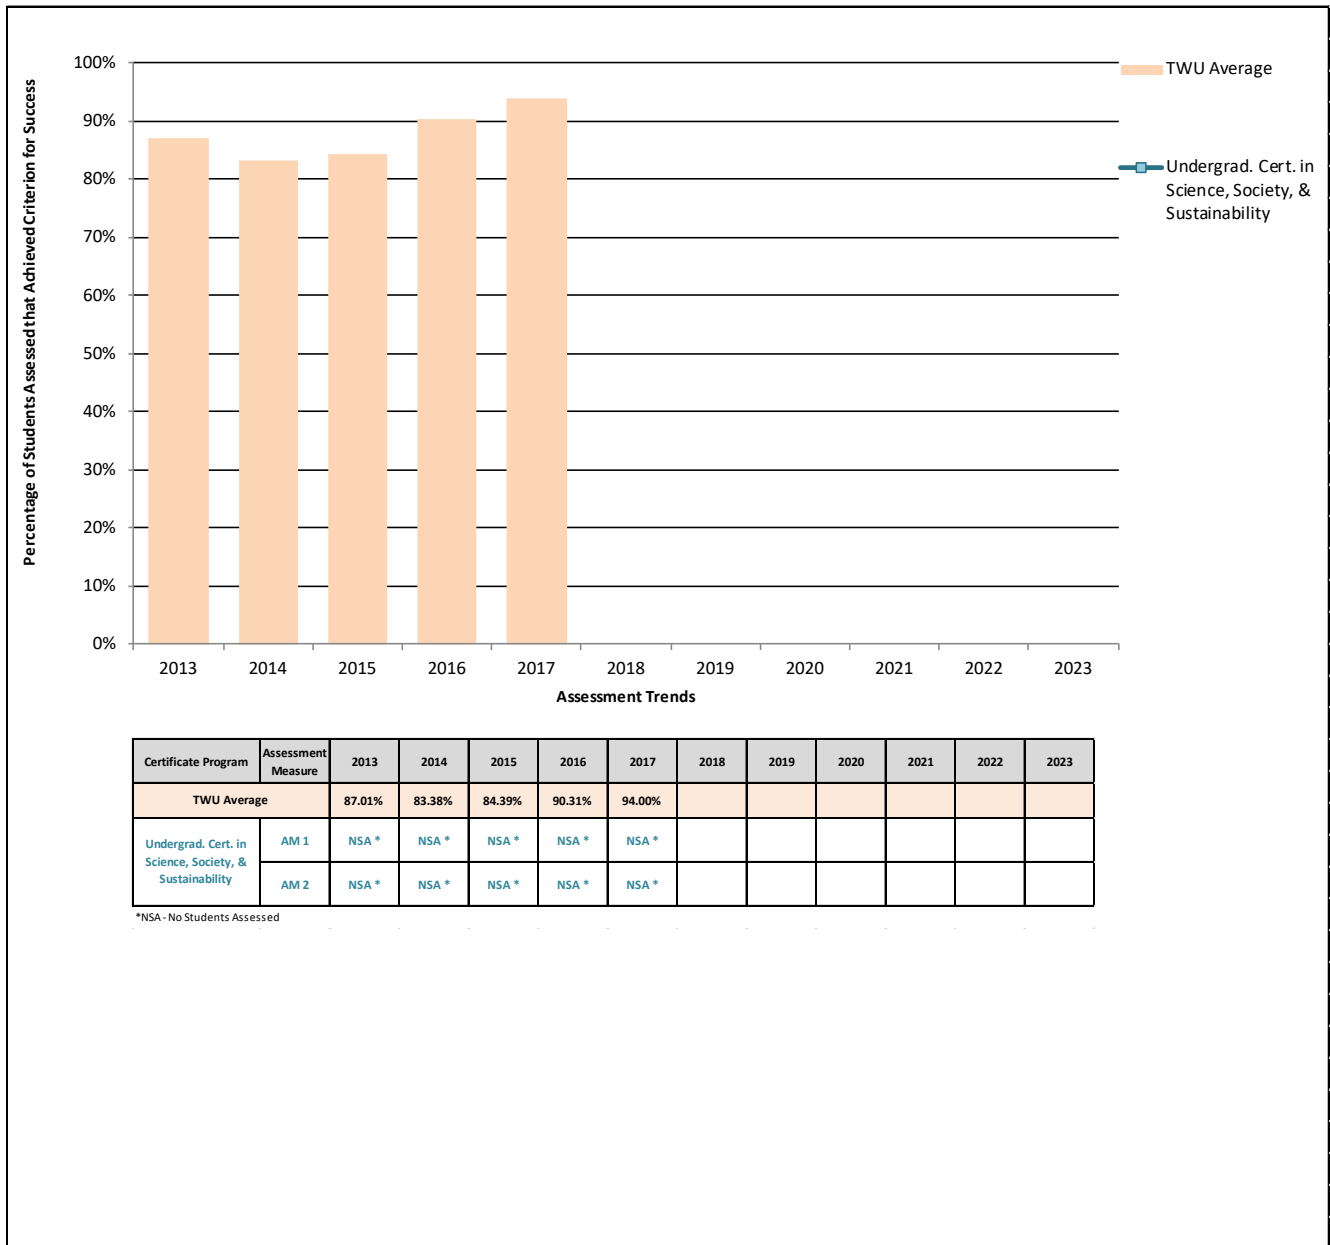 Percentage of Students Assessed that Achieved Criterion for Success
100%
90%
80%
70%
60%
50%
40%
30%
20%
10%
0%
2013 2014 2015 2016 2017 2018 2019 2020 2021 2022 2023
Assessment Trends
TWU Average
Undergrad. Cert. in
Science, Society, &
Sustainability
Certificate Program Assessment Measure 2013 2014 2015 2016 2017 2018 2019 2020 2021 2022 2023
TWU Average 87.01% 83.38% 84.39% 90.31% 94.00%
Undergrad. Cert. in
Science, Society, &
Sustainability
AM 1 NSA * NSA * NSA * NSA * NSA *
AM 2 NSA * NSA * NSA * NSA * NSA *
*NSA - No Students Assessed